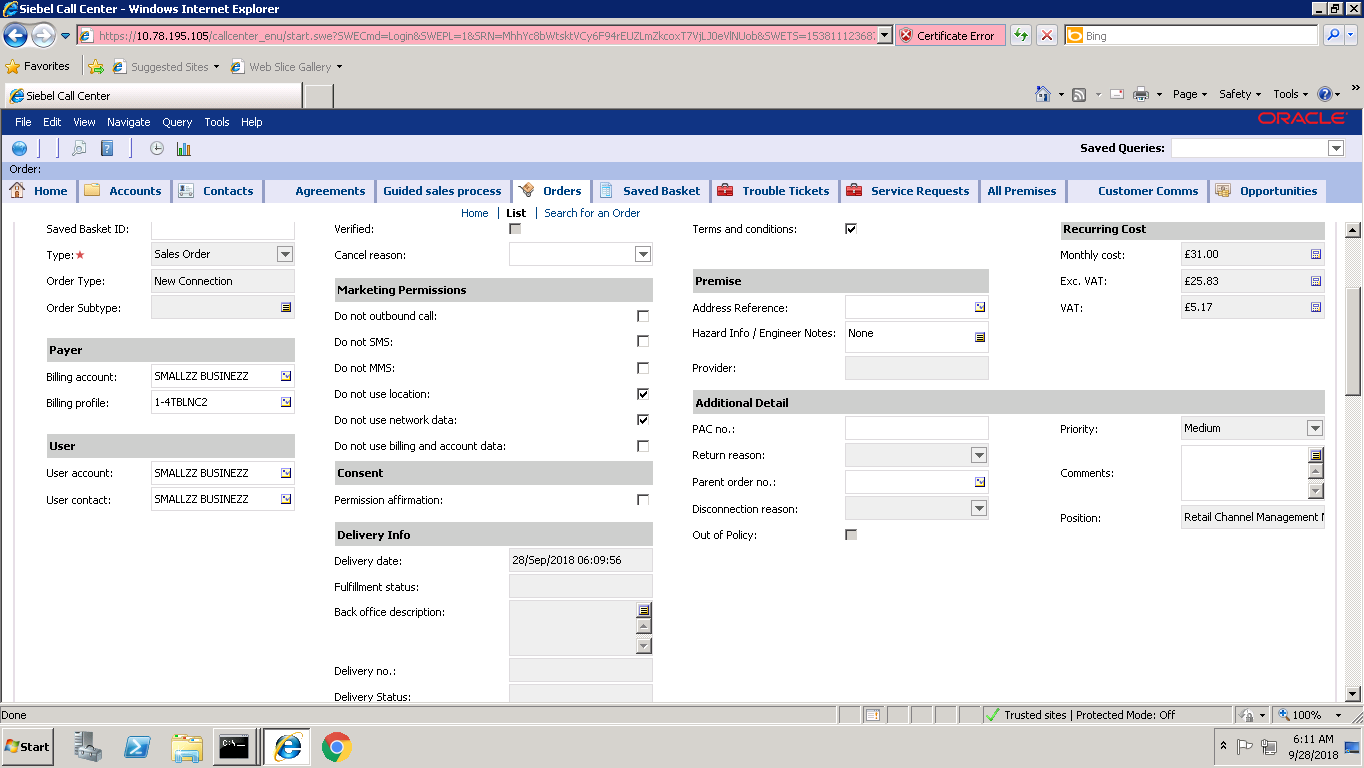 Siebel Call Center - Windows Internet Explorer
https://10.78.195.105/callcenter_enu/start.swe?SWECmd=Login&SWEPL=1&SRN=
Certificate Error
Bing
Favorites Suggested Sites Web Slice Gallery
Siebel Call Center
Page Safety Tools
File Edit View Navigate Query Tools Help
ORACLE
Saved Queries:
Order:
Home Accounts Contacts Agreements Guided sales process Orders Saved Basket Trouble Tickets Service Requests All Premises Customer Comms Opportunities
Home List Search for an Order
Saved Basket ID:
Type:★ Sales Order
Order Type: New Connection
Order Subtype:
Payer
Billing account: SMALLZZ BUSINEZZ
Billing profile: 1-4TBLNC2
User
User account: SMALLZZ BUSINEZZ
User contact: SMALLZZ BUSINEZZ
Verified:
Cancel reason:
Marketing Permissions
Do not outbound call:
Do not SMS:
Do not MMS:
Do not use location:
Do not use network data:
Do not use billing and account data:
Consent
Permission affirmation:
Delivery Info
Delivery date: 28/Sep/2018 06:09:56
Fulfillment status:
Back office description:
Delivery no.:
Delivery Status:
Terms and conditions:
Premise
Address Reference:
Hazard Info / Engineer Notes: None
Provider:
Additional Detail
PAC no.:
Return reason:
Parent order no.:
Disconnection reason:
Out of Policy:
Recurring Cost
Monthly cost: £31.00
Exc. VAT: £25.83
VAT: £5.17
Priority: Medium
Comments:
Position: Retail Channel Management
Done
Trusted sites | Protected Mode: Off
100%
Start
C:\.
6:11 AM
9/28/2018